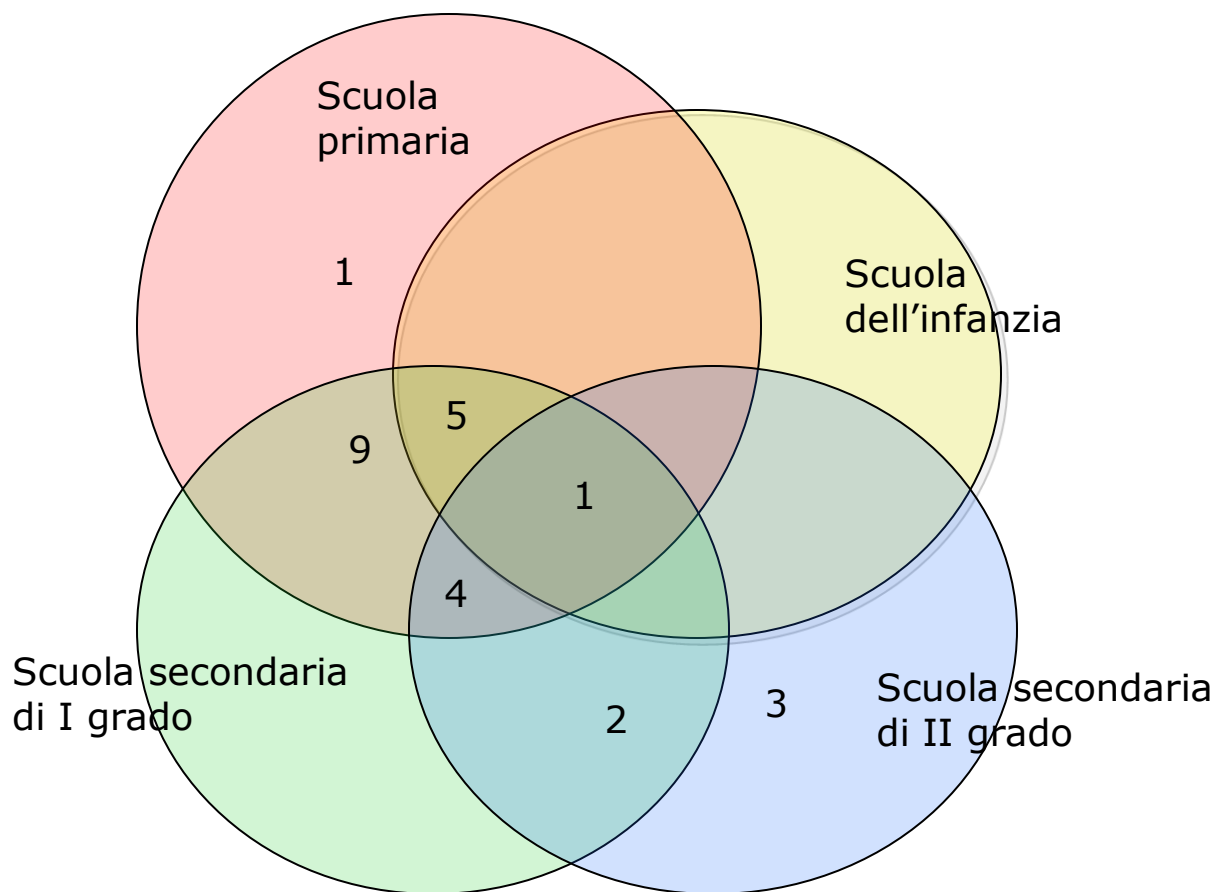 Scuola
primaria
1
Scuola
dell’infanzia
5
9
1
4
Scuola secondaria
di I grado
Scuola secondaria
di II grado
3
2